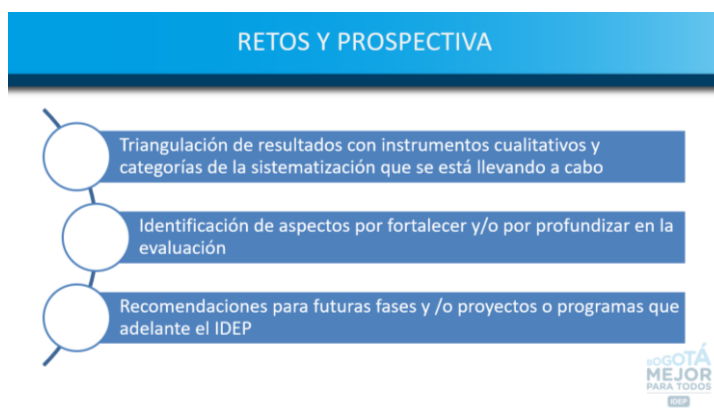 RETOS Y PROSPECTIVA
Triangulación de resultados con instrumentos cualitativos y
categorías de la sistematización que se está llevando a cabo
Identificación de aspectos por fortalecer y/o por profundizar en la
evaluación
Recomendaciones para futuras fases y /o proyectos o programas que
adelante el IDEP
BOGOTÁ
MEJOR
PARA TODOS
IDEP